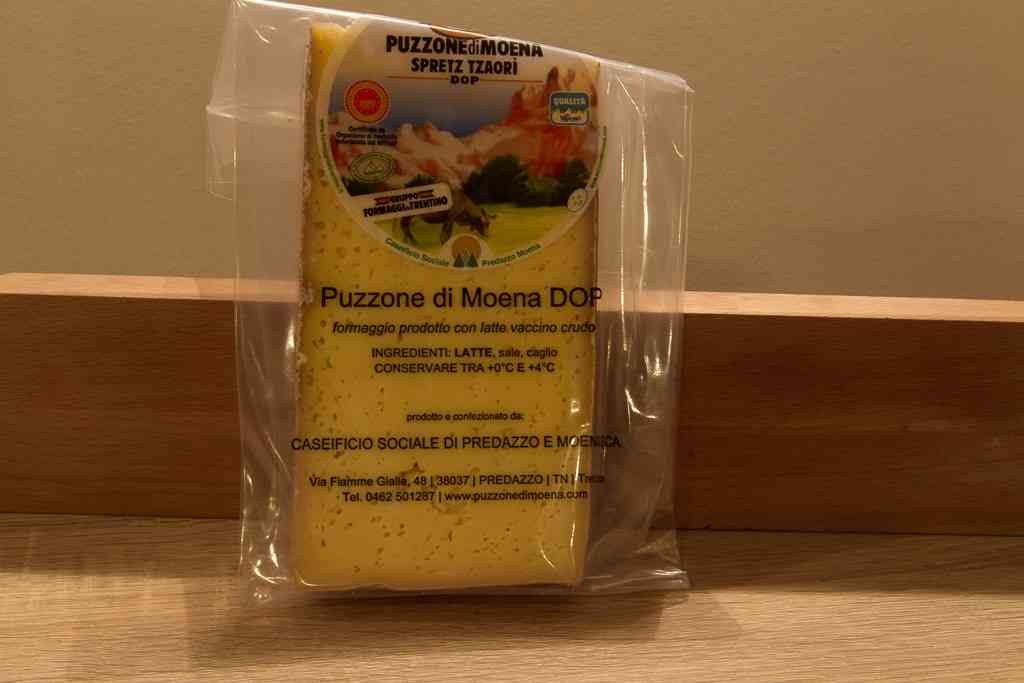 PUZZONE di MOENA
SPRETZ TZAORÌ
DOP
QUALITÀ
Certificato da
GRUPPO
FORMAGGI del TRENTINO
Caseificio Sociale Predazzo Moena
Puzzone di Moena DOP
formaggio prodotto con latte vaccino crudo
INGREDIENTI: LATTE, sale, caglio
CONSERVARE TRA +0°C E +4°C
prodotto e confezionato da:
CASEIFICIO SOCIALE DI PREDAZZO E MOENA
Via Fiamme Gialle, 48 | 38037 | PREDAZZO | TN |
Tel. 0462 501287 | www.puzzonedimoena.com